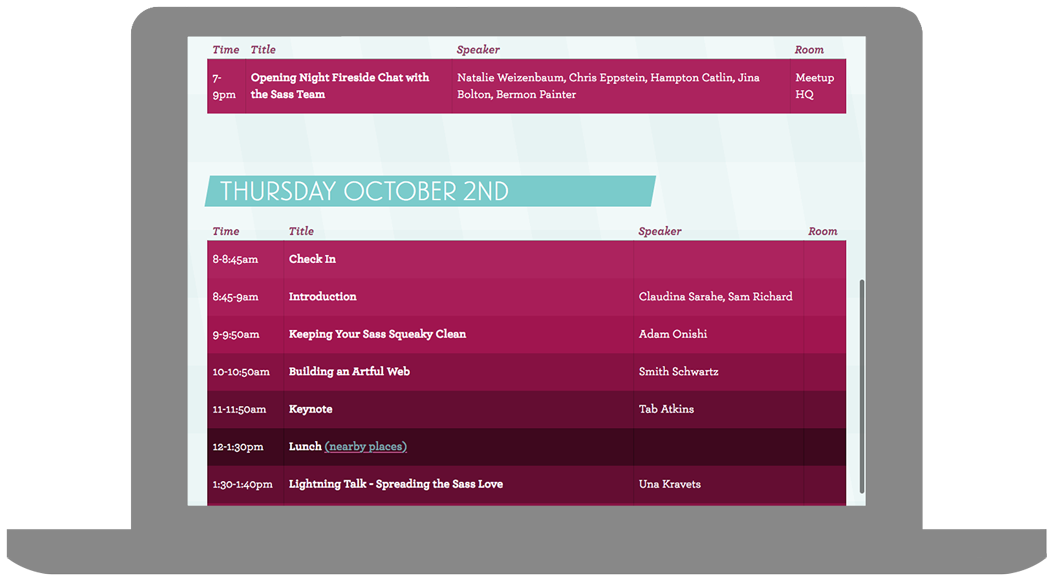 Time Title Speaker Room
7- Opening Night Fireside Chat with Natalie Weizenbaum, Chris Eppstein, Hampton Catlin, Jina Meetup
9pm the Sass Team Bolton, Bermon Painter HQ
THURSDAY OCTOBER 2ND
Time Title Speaker Room
8-8:45am Check In
8:45-9am Introduction Claudina Sarahe, Sam Richard
9-9:50am Keeping Your Sass Squeaky Clean Adam Onishi
10-10:50am Building an Artful Web Smith Schwartz
11-11:50am Keynote Tab Atkins
12-1:30pm Lunch (nearby places)
1:30-1:40pm Lightning Talk - Spreading the Sass Love Una Kravets